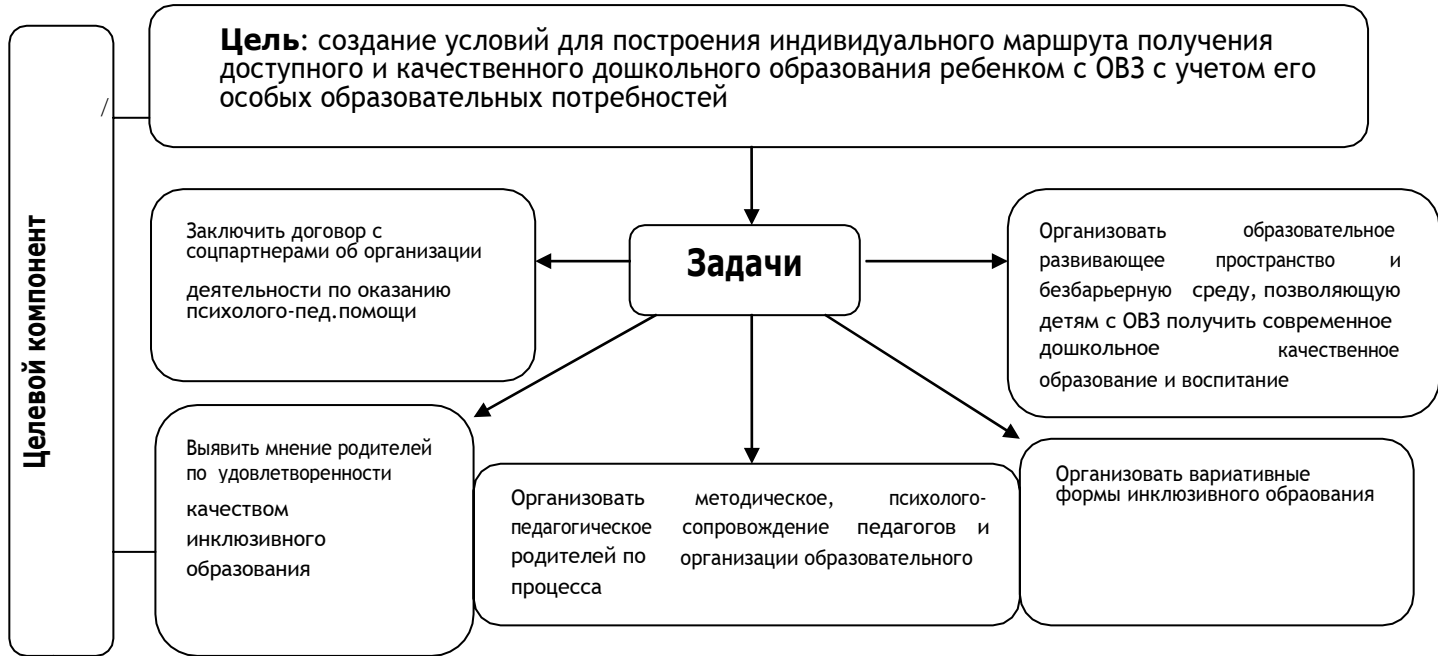 Целевой компонент
/
Цель: создание условий для построения индивидуального маршрута получения
доступного и качественного дошкольного образования ребенком с ОВЗ с учетом его
особых образовательных потребностей
Заключить договор с
соцпартнерами об организации
деятельности по оказанию
психолого-пед.помощи
Задачи
Организовать образовательное
развивающее пространство и
безбарьерную среду, позволяющую
детям с ОВЗ получить современное
дошкольное качественное
образование и воспитание
Выявить мнение родителей
по удовлетворенности
качеством
инклюзивного
образования
Организовать методическое, психолого-
педагогическое сопровождение педагогов и
родителей по организации образовательного
процесса
Организовать вариативные
формы инклюзивного обраования